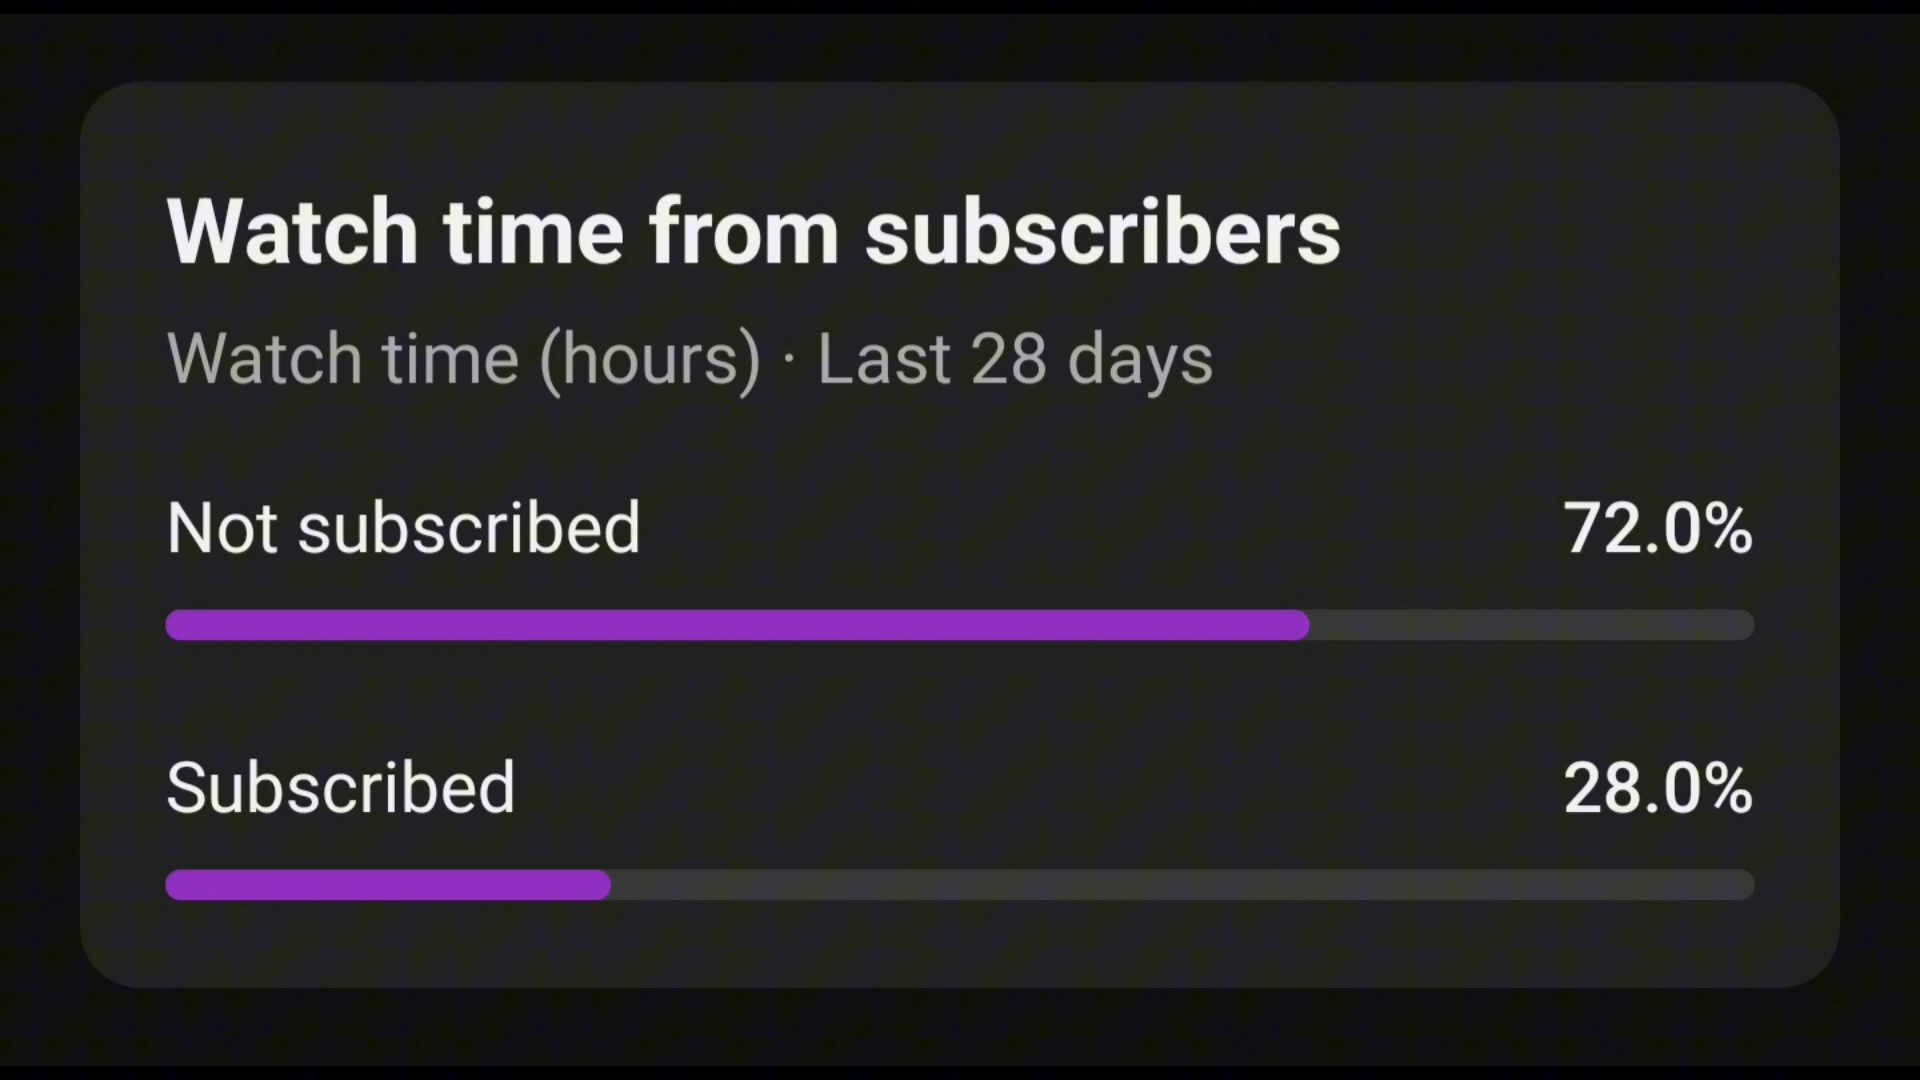 Watch time from subscribers
Watch time (hours) · Last 28 days
Not subscribed 72.0%
Subscribed 28.0%